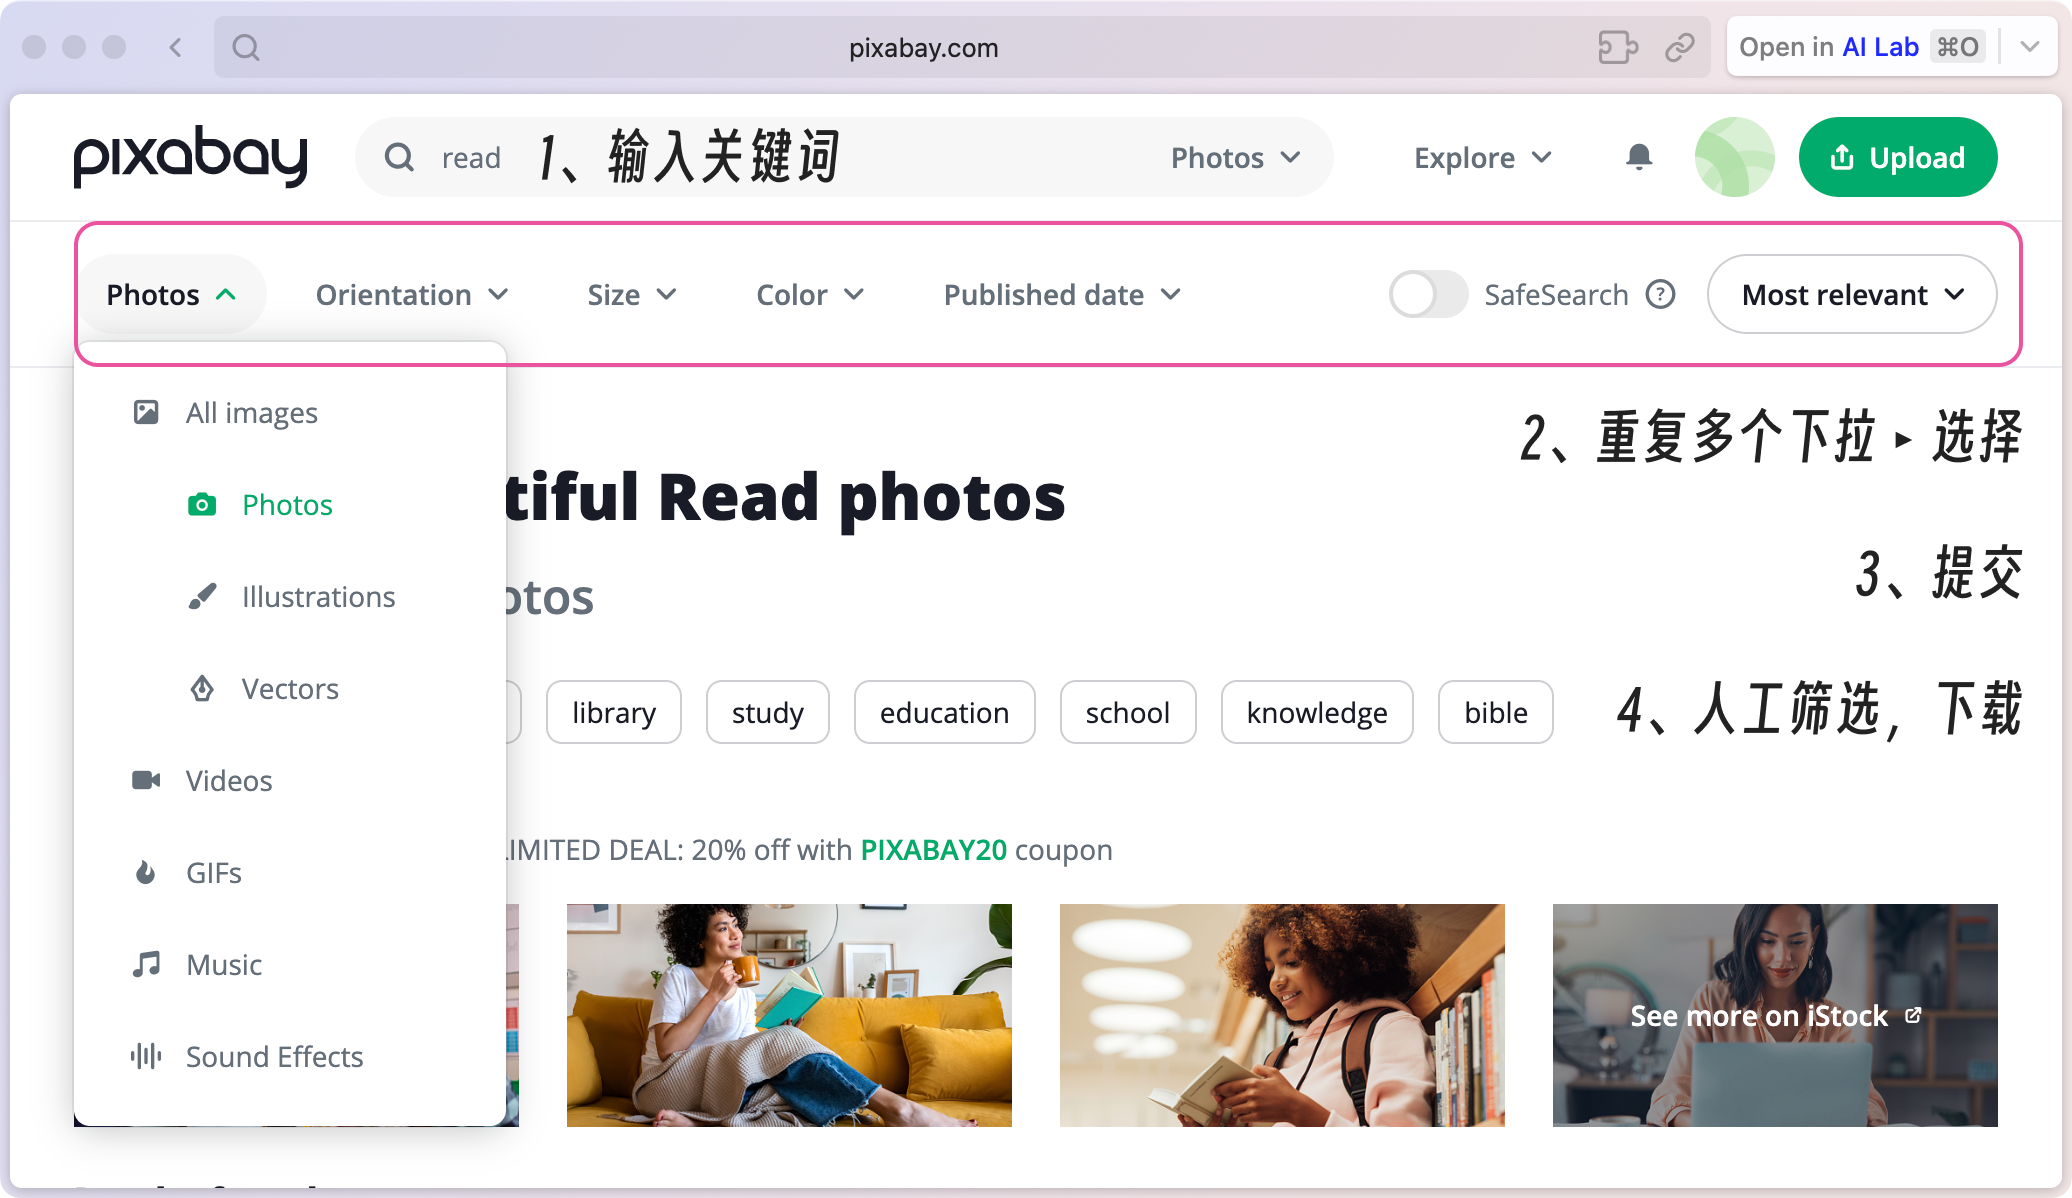 pixabay.com
Open in AI Lab ⌘O
pixabay
read
1、输入关键词
Photos
Explore
Upload
Photos
Orientation
Size
Color
Published date
SafeSearch
Most relevant
All images
Photos
Illustrations
Vectors
Videos
GIFs
Music
Sound Effects
2、重复多个下拉 ▸ 选择
tiful Read photos
3、提交
otos
library
study
education
school
knowledge
bible
4、人工筛选，下载
LIMITED DEAL: 20% off with PIXABAY20 coupon
See more on iStock